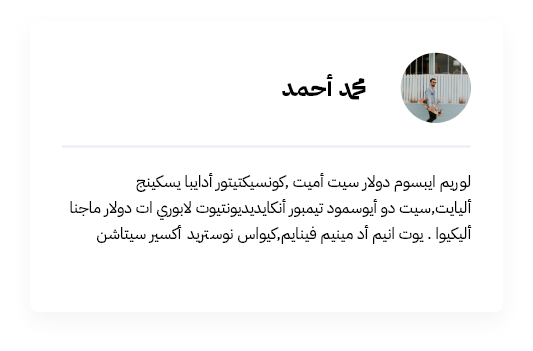 محمد أحمد
لوريم ايبسوم دولار سيت أميت ,كونسيكتيتور أدايبا يسكينج
أليايت,سيت دو أيوسمود تيمبور أنكايديديونتيوت لابوري ات دولار ماجنا
أليكيوا . يوت انيم أد مينيم فينايم,كيواس نوستريد أكسير سيتاشن